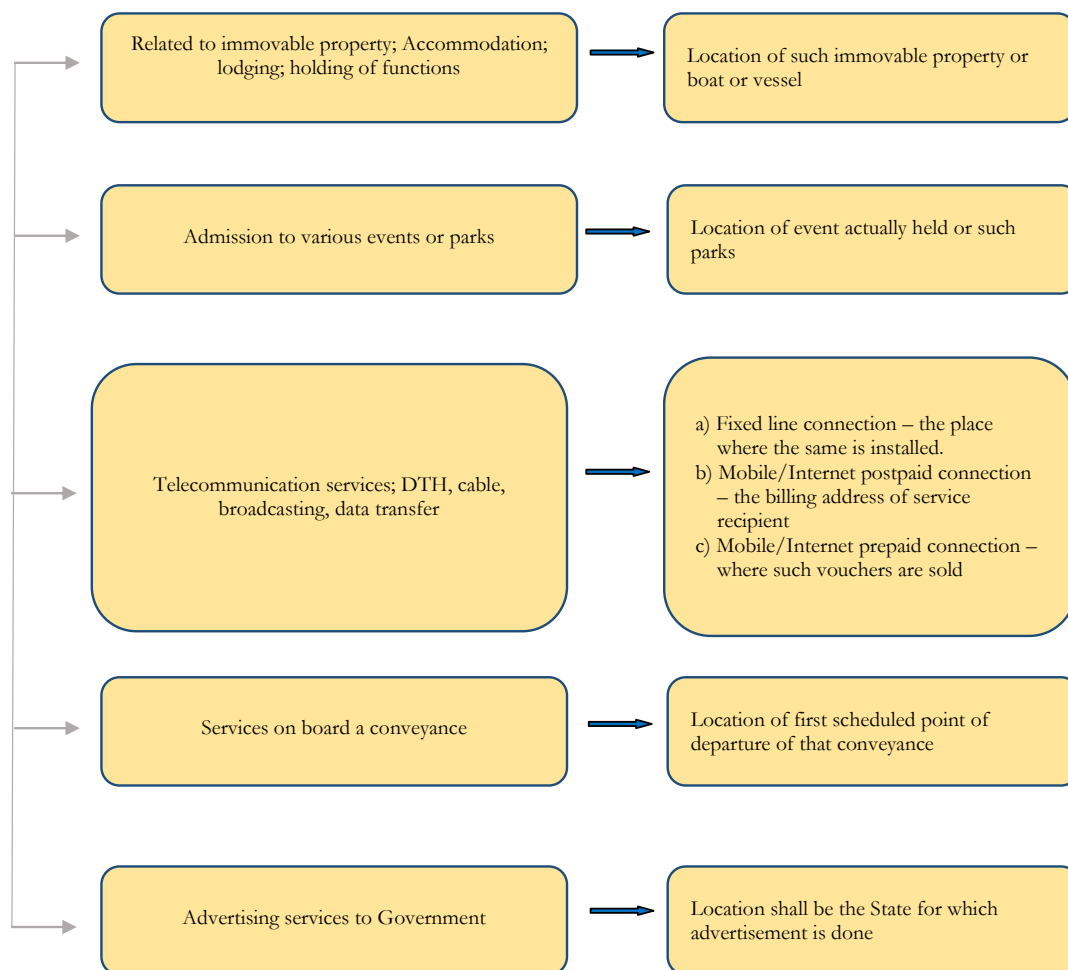 Related to immovable property; Accommodation;
lodging; holding of functions
Location of such immovable property or
boat or vessel
Admission to various events or parks
Location of event actually held or such
parks
Telecommunication services; DTH, cable,
broadcasting, data transfer
a) Fixed line connection – the place
where the same is installed.
b) Mobile/Internet postpaid connection
– the billing address of service
recipient
c) Mobile/Internet prepaid connection –
where such vouchers are sold
Services on board a conveyance
Location of first scheduled point of
departure of that conveyance
Advertising services to Government
Location shall be the State for which
advertisement is done